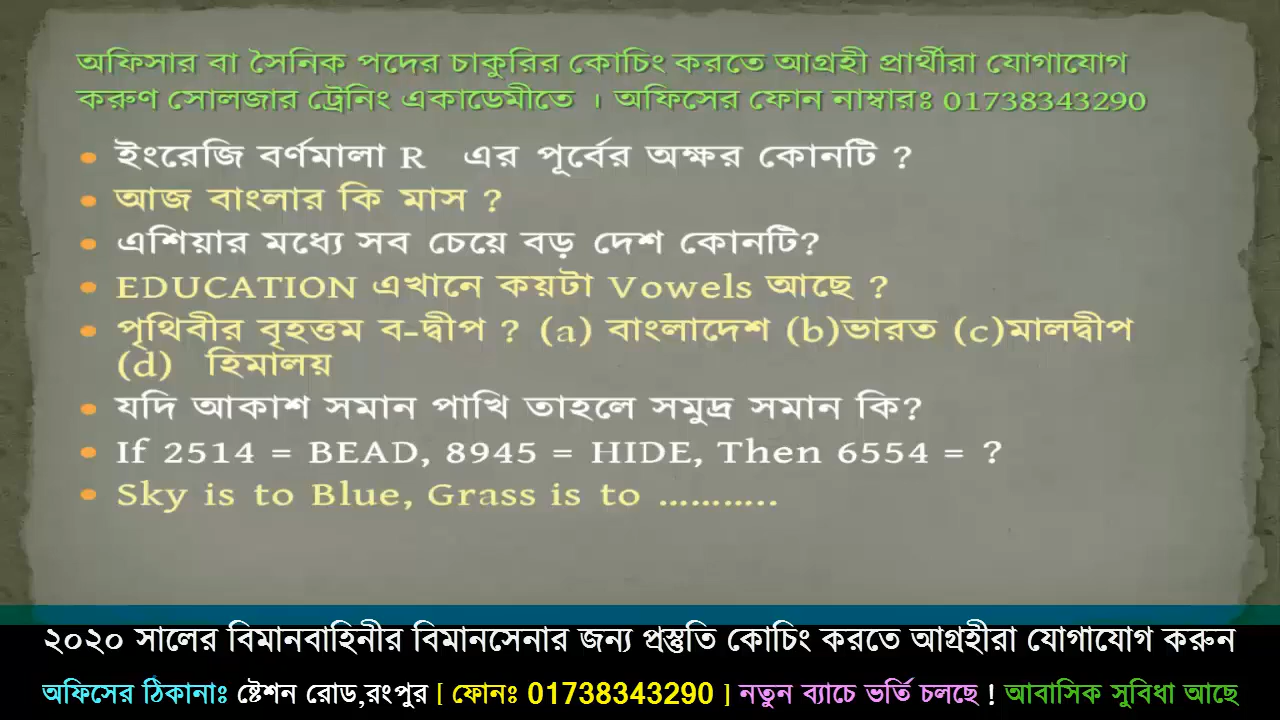 অফিসার বা সৈনিক পদের চাকুরির কোচিং করতে আগ্রহী প্রার্থীরা যোগাযোগ
করুণ সোলজার ট্রেনিং একাডেমীতে । অফিসের ফোন নাম্বারঃ 01738343290
• ইংরেজি বর্ণমালা R এর পূর্বের অক্ষর কোনটি ?
• আজ বাংলার কি মাস ?
• এশিয়ার মধ্যে সব চেয়ে বড় দেশ কোনটি?
• EDUCATION এখানে কয়টা Vowels আছে ?
• পৃথিবীর বৃহত্তম ব-দ্বীপ ? (a) বাংলাদেশ (b)ভারত (c)মালদ্বীপ
(d) হিমালয়
• যদি আকাশ সমান পাখি তাহলে সমুদ্র সমান কি?
• If 2514 = BEAD, 8945 = HIDE, Then 6554 = ?
• Sky is to Blue, Grass is to ...........
২০২০ সালের বিমানবাহিনীর বিমানসেনার জন্য প্রস্তুতি কোচিং করতে আগ্রহীরা যোগাযোগ করুন
অফিসের ঠিকানাঃ ষ্টেশন রোড,রংপুর [ ফোনঃ 01738343290 ] নতুন ব্যাচে ভর্তি চলছে ! আবাসিক সুবিধা আছে